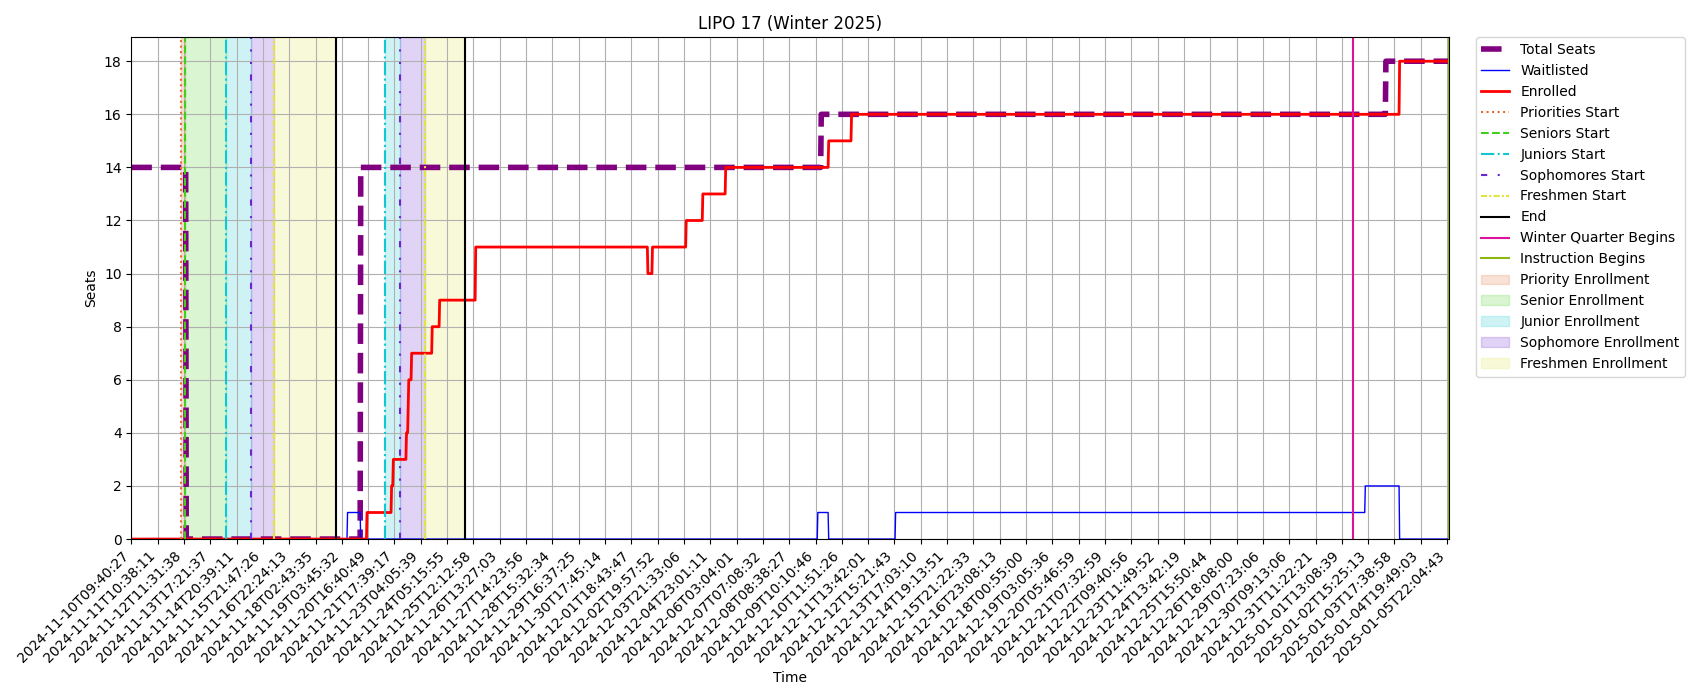 LIPO 17 (Winter 2025)
Seats
18
16
14
12
10
8
6
4
2
0
2024-11-10T09:40:27
2024-11-11T10:38:11
2024-11-12T11:31:38
2024-11-13T17:21:37
2024-11-14T20:39:11
2024-11-15T21:47:26
2024-11-16T22:24:13
2024-11-18T02:43:35
2024-11-19T03:45:32
2024-11-20T16:40:49
2024-11-21T17:39:17
2024-11-23T04:05:39
2024-11-24T05:15:55
2024-11-25T12:12:58
2024-11-26T13:27:03
2024-11-27T14:23:56
2024-11-28T15:32:34
2024-11-29T16:37:25
2024-11-30T17:45:14
2024-12-01T18:43:47
2024-12-02T19:57:52
2024-12-03T21:33:06
2024-12-04T23:01:11
2024-12-06T03:04:01
2024-12-07T07:08:32
2024-12-08T08:38:27
2024-12-09T10:10:46
2024-12-10T11:51:26
2024-12-11T13:42:01
2024-12-12T15:21:43
2024-12-13T17:03:10
2024-12-14T19:13:51
2024-12-15T21:22:33
2024-12-16T23:08:13
2024-12-18T00:55:00
2024-12-19T03:05:36
2024-12-20T05:46:59
2024-12-21T07:32:59
2024-12-22T09:40:56
2024-12-23T11:49:52
2024-12-24T13:42:19
2024-12-25T15:50:44
2024-12-26T18:08:00
2024-12-29T07:23:06
2024-12-30T09:13:06
2024-12-31T11:22:21
2025-01-01T13:08:39
2025-01-02T15:25:13
2025-01-03T17:38:58
2025-01-04T19:49:03
2025-01-05T22:04:43
Time
Total Seats
Waitlisted
Enrolled
Priorities Start
Seniors Start
Juniors Start
Sophomores Start
Freshmen Start
End
Winter Quarter Begins
Instruction Begins
Priority Enrollment
Senior Enrollment
Junior Enrollment
Sophomore Enrollment
Freshmen Enrollment